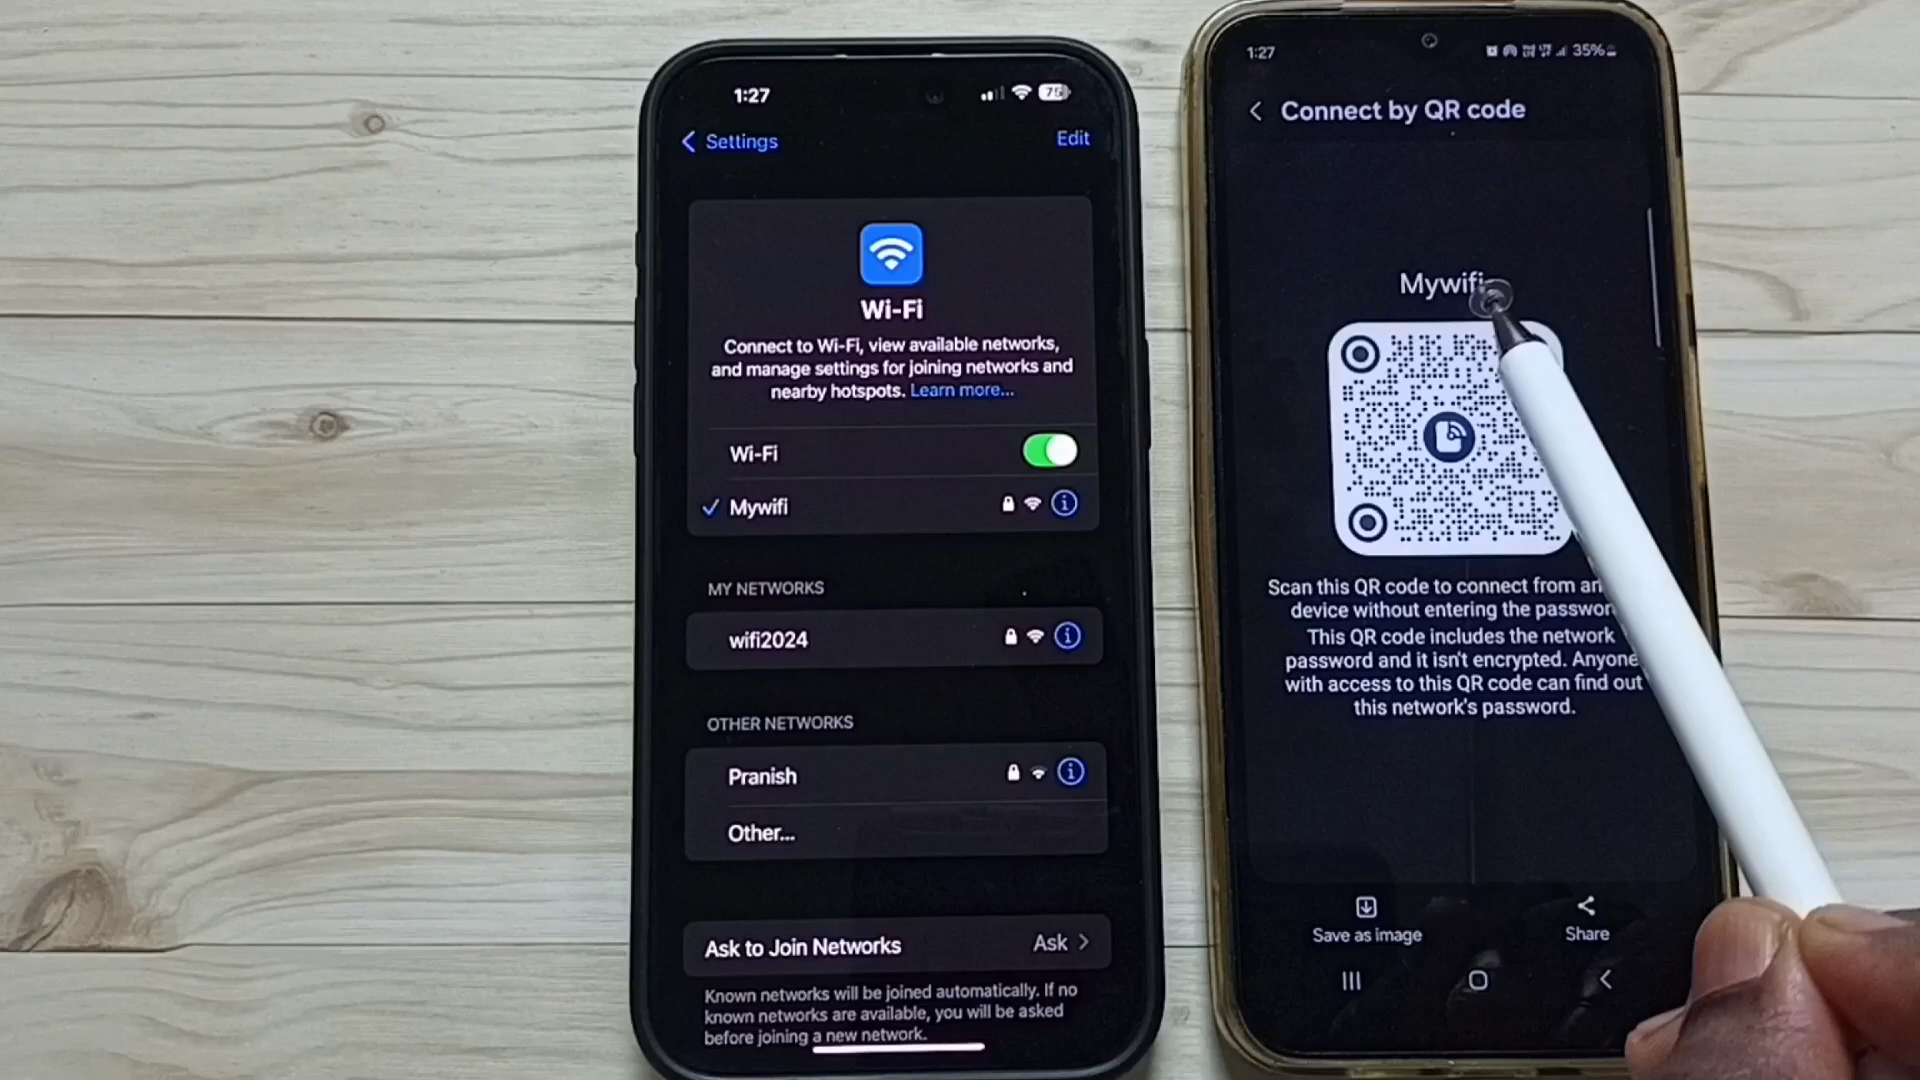 1:27
75
Settings
Edit
Wi-Fi
Connect to Wi-Fi, view available networks,
and manage settings for joining networks and
nearby hotspots. Learn more...
Wi-Fi
Mywifi
MY NETWORKS
wifi2024
OTHER NETWORKS
Pranish
Other...
Ask to Join Networks
Ask
Known networks will be joined automatically. If no
known networks are available, you will be asked
before joining a new network.
1:27
35%
Connect by QR code
Mywifi
Scan this QR code to connect from
device without entering the
This QR code includes the network
password and it isn't encrypted. Anyone
with access to this QR code can find out
this network's password.
Save as image
Share